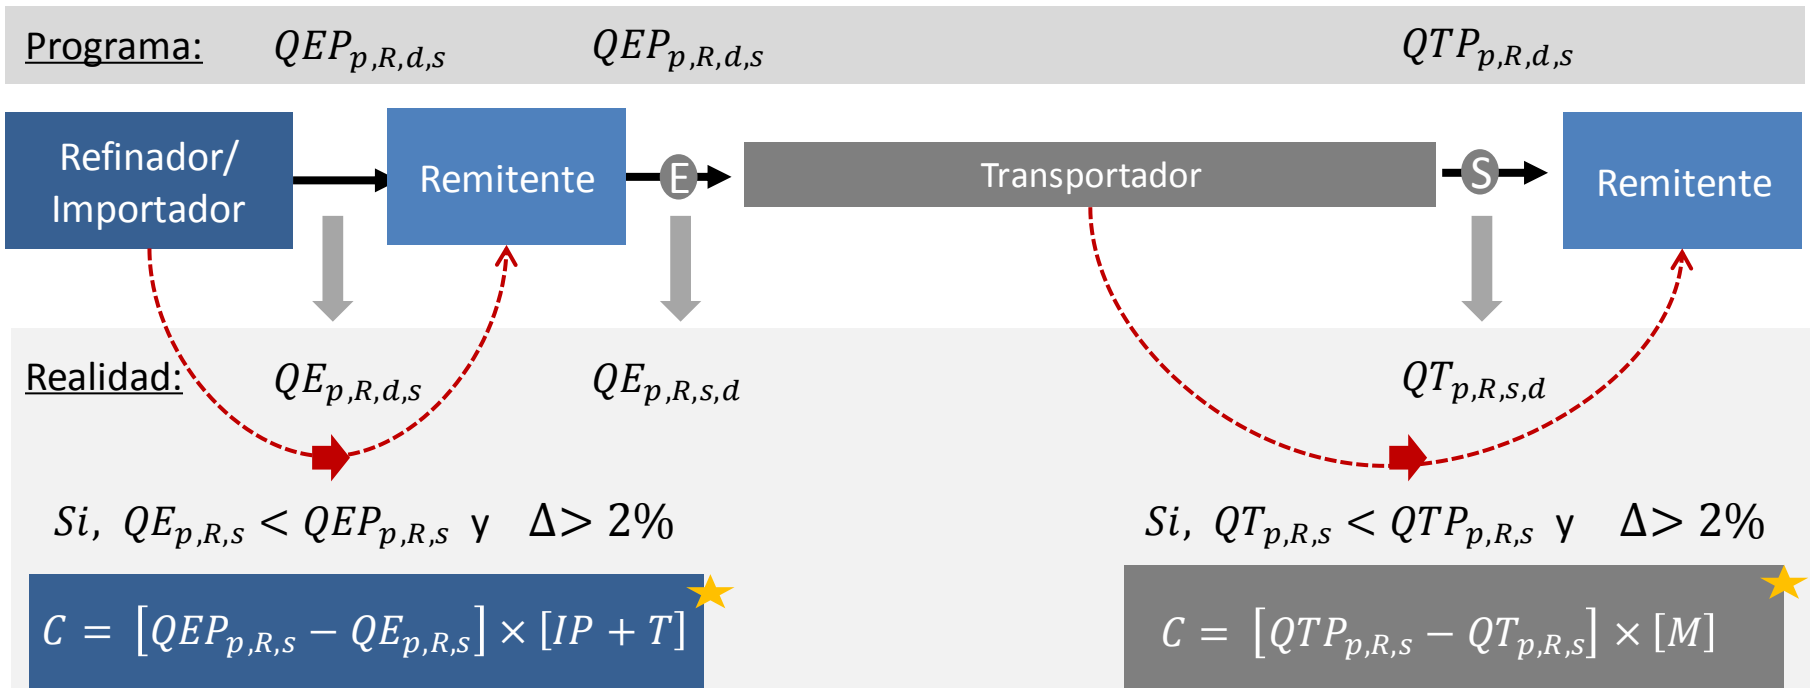 Programa: QEP_{p,R,d,s} QEP_{p,R,d,s} QTP_{p,R,d,s}
Refinador/
Importador
Remitente
E
Transportador
S
Remitente
Realidad: QE_{p,R,d,s} QE_{p,R,s,d} QT_{p,R,s,d}
Si, QE_{p,R,s} < QEP_{p,R,s} y Δ> 2%
Si, QT_{p,R,s} < QTP_{p,R,s} y Δ> 2%
C = [QEP_{p,R,s} − QE_{p,R,s}] × [IP + T]
C = [QTP_{p,R,s} − QT_{p,R,s}] × [M]